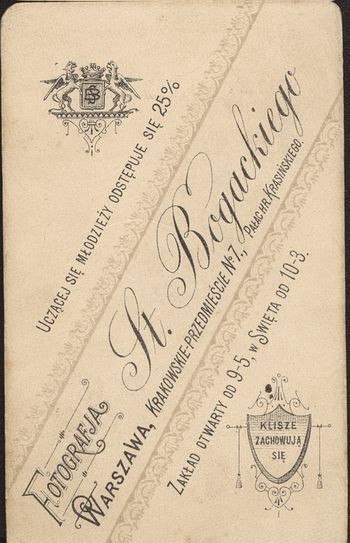 UCZĄCEJ SIĘ MŁODZIEŻY ODSTĘPUJE SIĘ 25%
FOTOGRAFJA
St. Bogackiego
WARSZAWA, KRAKOWSKIE-PRZEDMIEŚCIE № 7, PAŁAC HR. KRASIŃSKIEGO.
ZAKŁAD OTWARTY OD 9-5, W ŚWIĘTA OD 10-3.
KLISZE
ZACHOWUJĄ
SIĘ